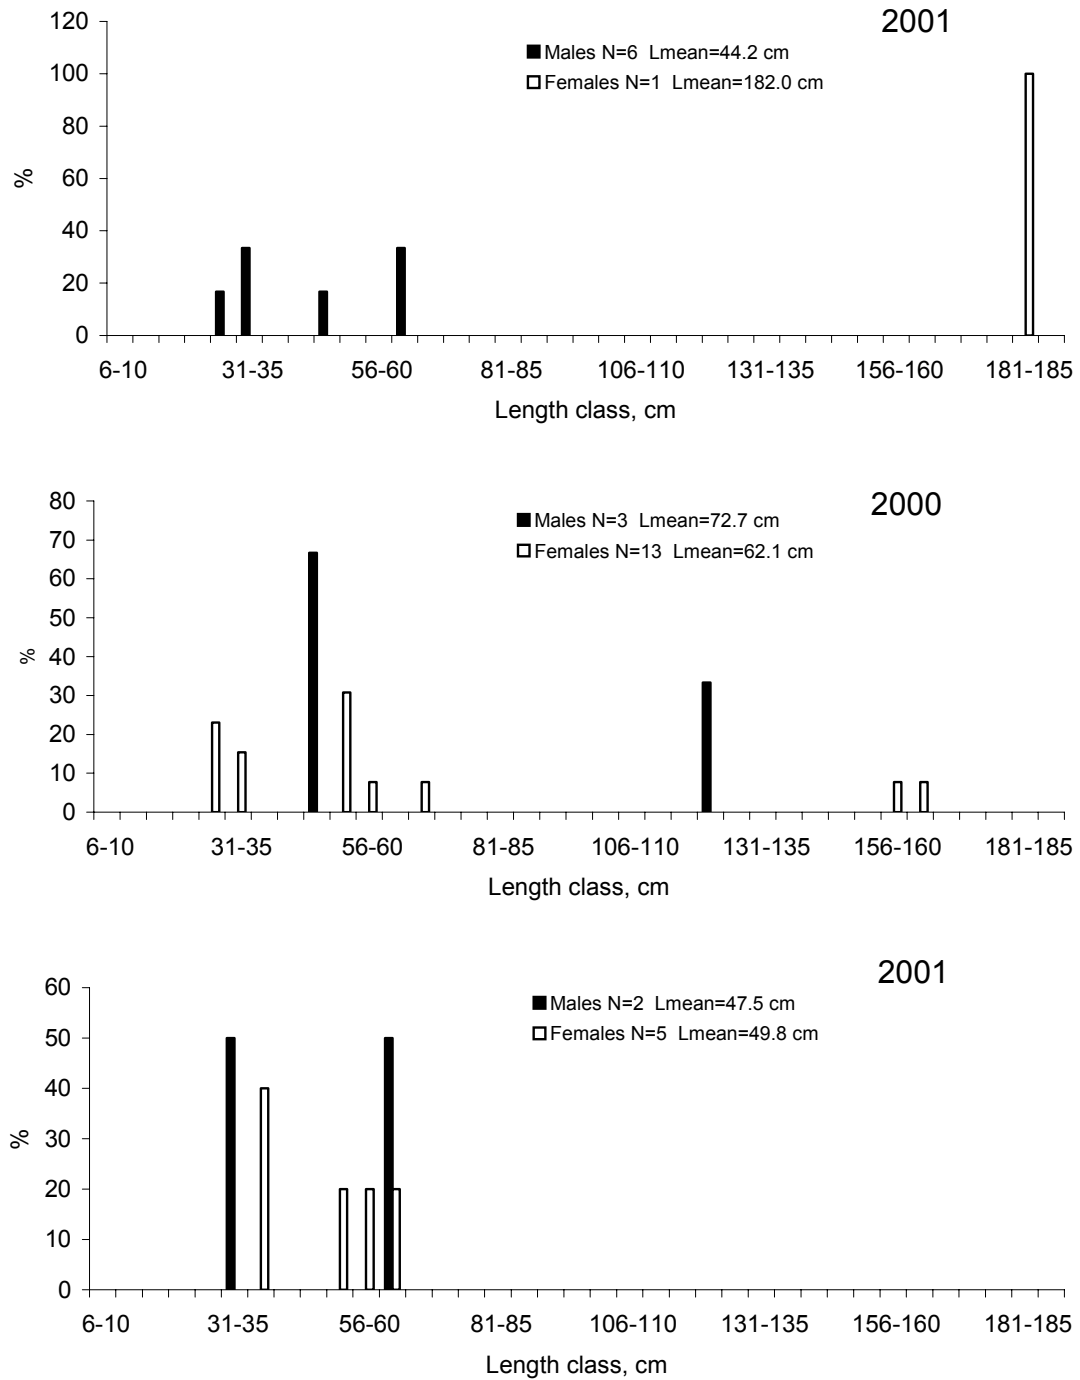 2001
Males N=6 Lmean=44.2 cm
Females N=1 Lmean=182.0 cm
120
100
80
60
40
20
0
%
6-10 31-35 56-60 81-85 106-110 131-135 156-160 181-185
Length class, cm
2000
Males N=3 Lmean=72.7 cm
Females N=13 Lmean=62.1 cm
80
70
60
50
40
30
20
10
0
%
6-10 31-35 56-60 81-85 106-110 131-135 156-160 181-185
Length class, cm
2001
Males N=2 Lmean=47.5 cm
Females N=5 Lmean=49.8 cm
60
50
40
30
20
10
0
%
6-10 31-35 56-60 81-85 106-110 131-135 156-160 181-185
Length class, cm